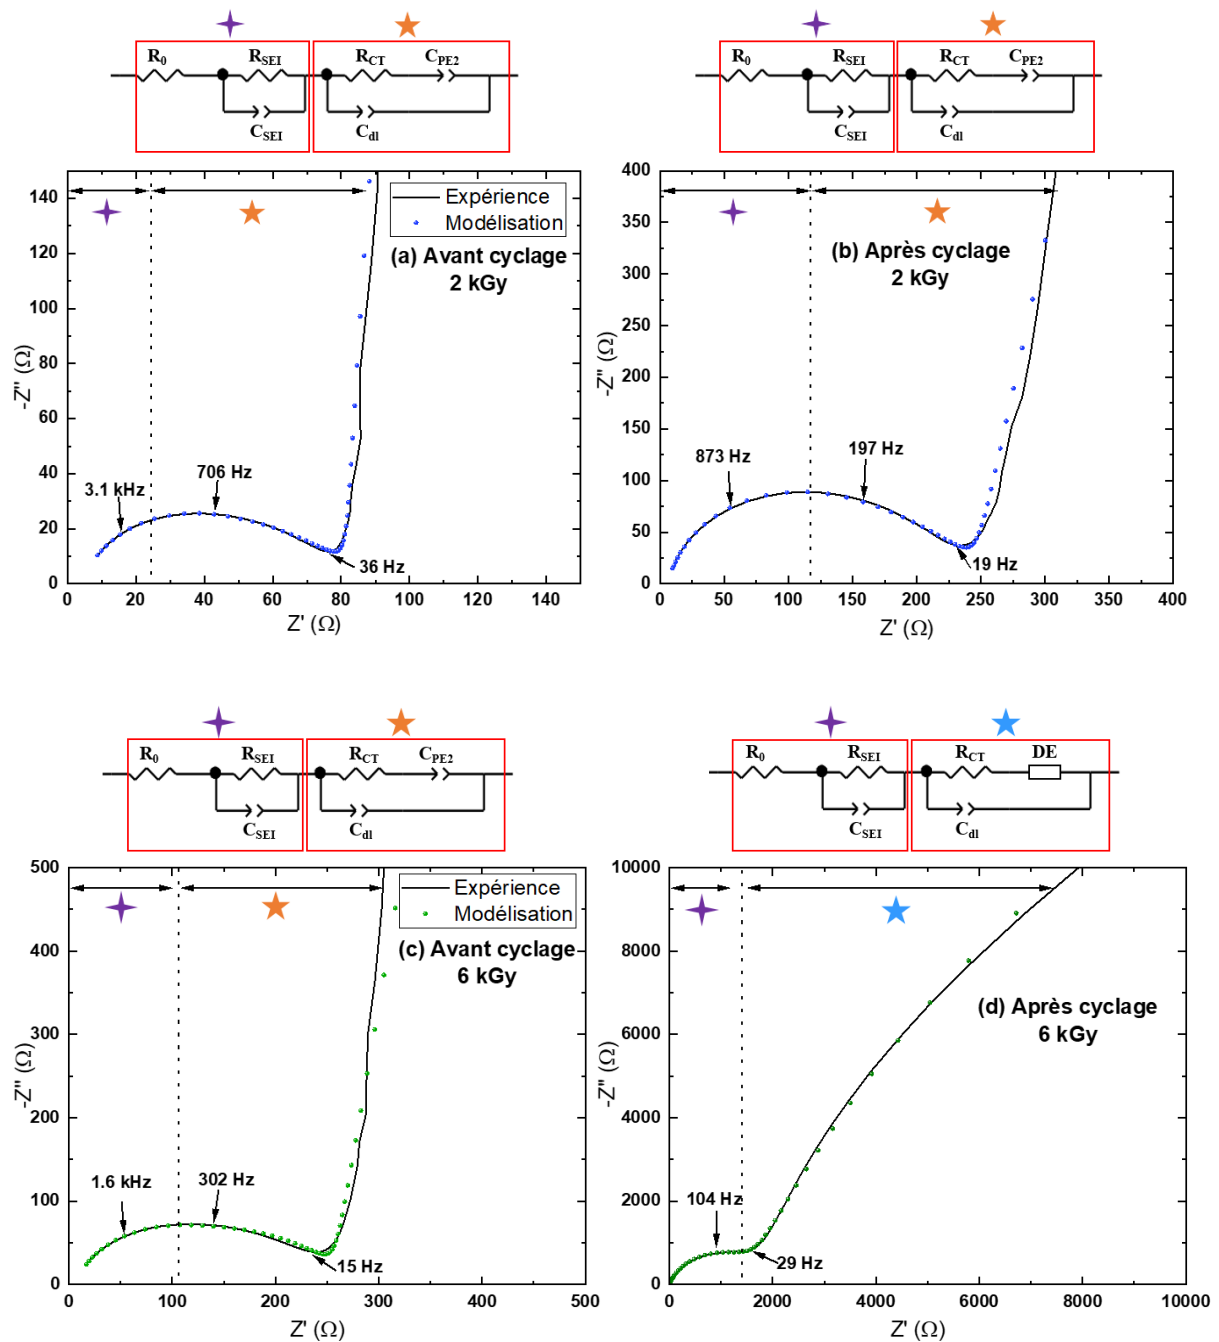 R0 RSEI RCT CPE2
CSEI Cdl
R0 RSEI RCT CPE2
CSEI Cdl
Expérience
Modélisation
(a) Avant cyclage
2 kGy
3.1 kHz
706 Hz
36 Hz
140
120
100
80
60
40
20
0
0 20 40 60 80 100 120 140
-Z'' (Ω)
Z' (Ω)
(b) Après cyclage
2 kGy
873 Hz
197 Hz
19 Hz
400
350
300
250
200
150
100
50
0
0 50 100 150 200 250 300 350 400
-Z'' (Ω)
Z' (Ω)
R0 RSEI RCT CPE2
CSEI Cdl
R0 RSEI RCT DE
CSEI Cdl
Expérience
Modélisation
(c) Avant cyclage
6 kGy
1.6 kHz
302 Hz
15 Hz
500
400
300
200
100
0
0 100 200 300 400 500
-Z'' (Ω)
Z' (Ω)
(d) Après cyclage
6 kGy
104 Hz
29 Hz
10000
8000
6000
4000
2000
0
0 2000 4000 6000 8000 10000
-Z'' (Ω)
Z' (Ω)